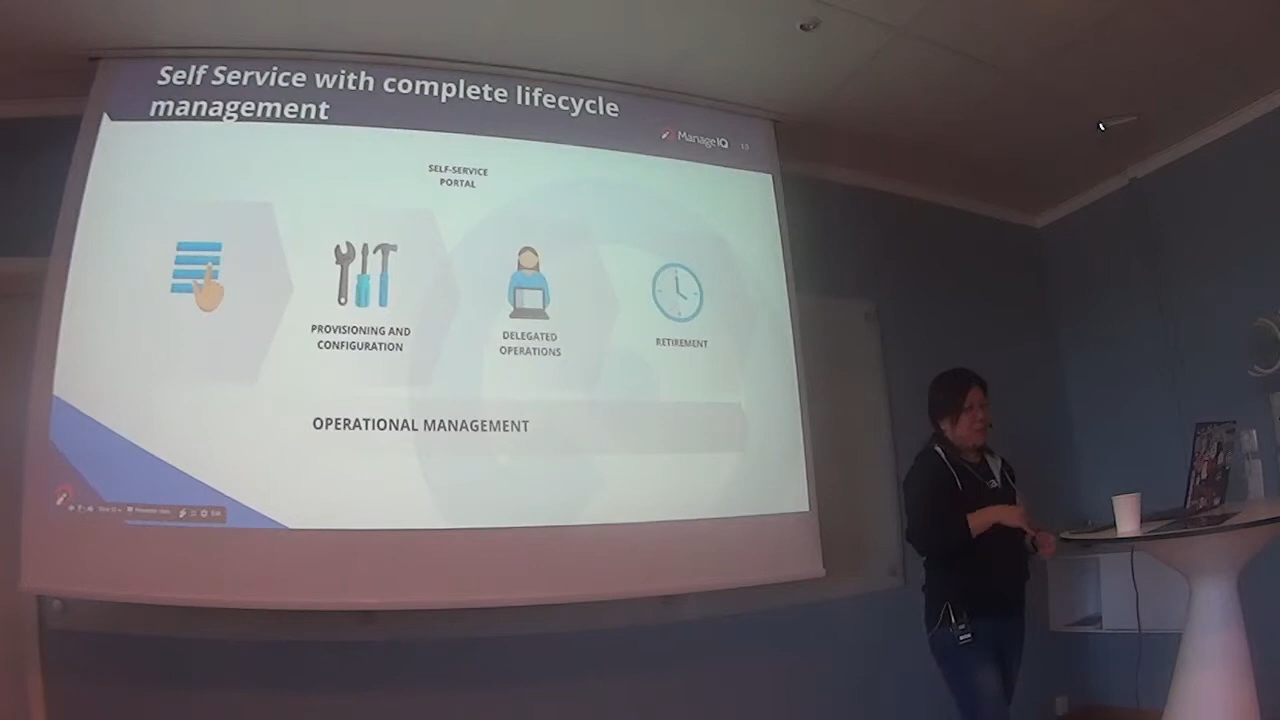 Self Service with complete lifecycle
management
ManageIQ
SELF-SERVICE
PORTAL
PROVISIONING AND
CONFIGURATION
DELEGATED
OPERATIONS
RETIREMENT
OPERATIONAL MANAGEMENT